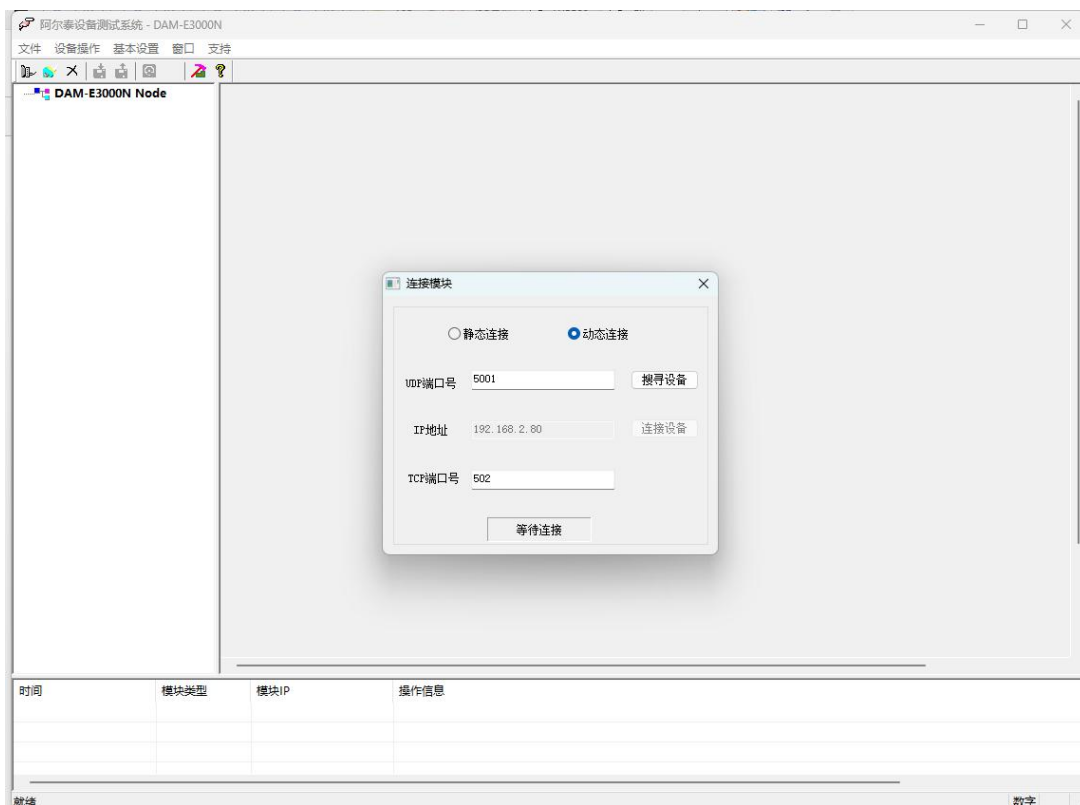 阿尔泰设备测试系统 - DAM-E3000N
文件 设备操作 基本设置 窗口 支持
DAM-E3000N Node
连接模块
静态连接 动态连接
UDP端口号 5001 搜寻设备
IP地址 192.168.2.80 连接设备
TCP端口号 502
等待连接
时间 模块类型 模块IP 操作信息
就绪 数字